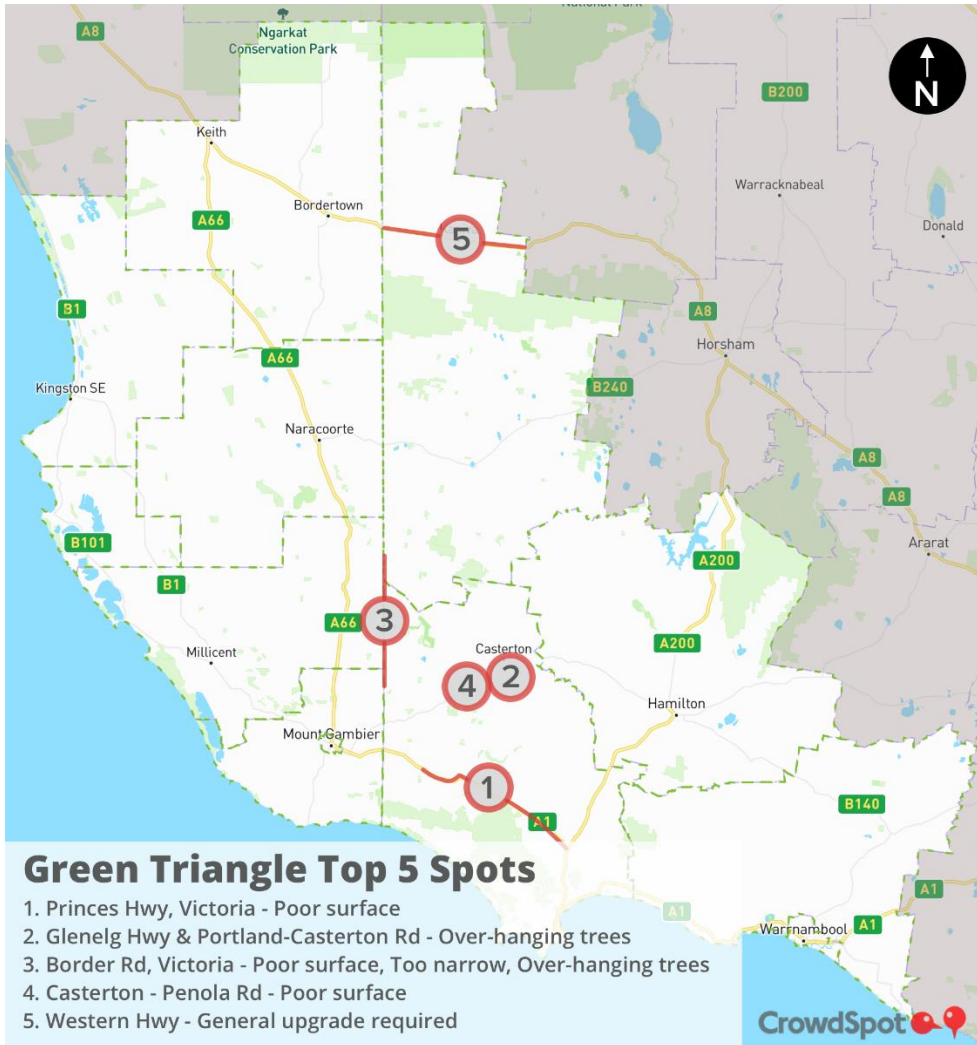 National Park
A8
Ngarkat
Conservation Park
N
B200
Keith
Warracknabeal
Bordertown
A66
Donald
5
B1
A8
Horsham
A66
Kingston SE
B240
Naracoorte
A8
A8
B101
Ararat
A200
B1
A66
3
Casterton
A200
Millicent
4
2
Hamilton
Mount Gambier
1
B140
A1
A1
A1
Warrnambool
A1
Green Triangle Top 5 Spots
1. Princes Hwy, Victoria - Poor surface
2. Glenelg Hwy & Portland-Casterton Rd - Over-hanging trees
3. Border Rd, Victoria - Poor surface, Too narrow, Over-hanging trees
4. Casterton - Penola Rd - Poor surface
5. Western Hwy - General upgrade required
CrowdSpot